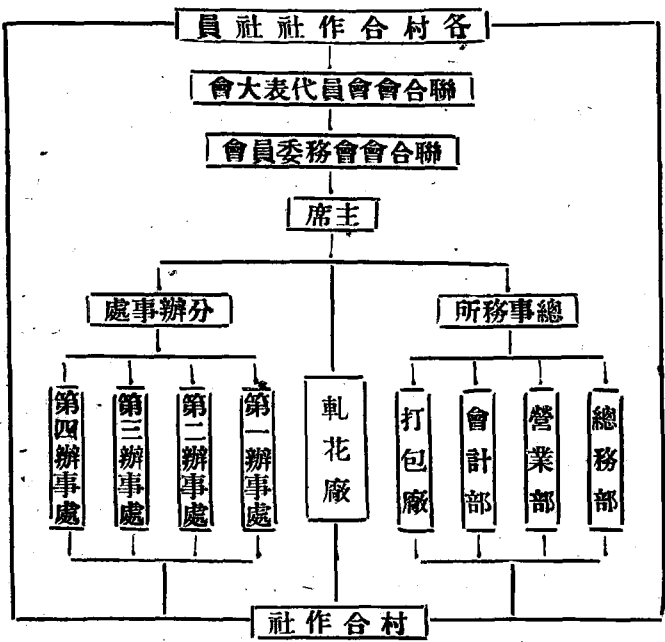 各村合作社社員
聯合會會員代表大會
聯合會會務委員會
主席
總事務所
分辦事處
總務部
營業部
會計部
打包廠
軋花廠
第一辦事處
第二辦事處
第三辦事處
第四辦事處
村合作社